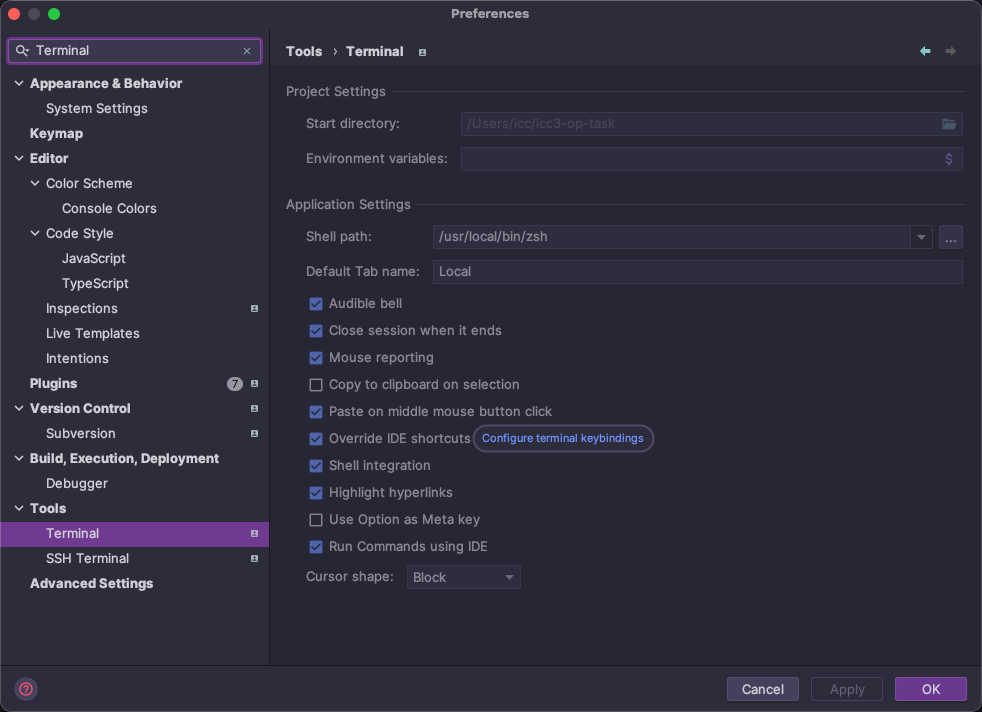 Preferences
Terminal
Appearance & Behavior
System Settings
Keymap
Editor
Color Scheme
Console Colors
Code Style
JavaScript
TypeScript
Inspections
Live Templates
Intentions
Plugins 7
Version Control
Subversion
Build, Execution, Deployment
Debugger
Tools
Terminal
SSH Terminal
Advanced Settings
Tools › Terminal
Project Settings
Start directory: /Users/icc/icc3-op-task
Environment variables: $
Application Settings
Shell path: /usr/local/bin/zsh ...
Default Tab name: Local
Audible bell
Close session when it ends
Mouse reporting
Copy to clipboard on selection
Paste on middle mouse button click
Override IDE shortcuts Configure terminal keybindings
Shell integration
Highlight hyperlinks
Use Option as Meta key
Run Commands using IDE
Cursor shape: Block
? Cancel Apply OK